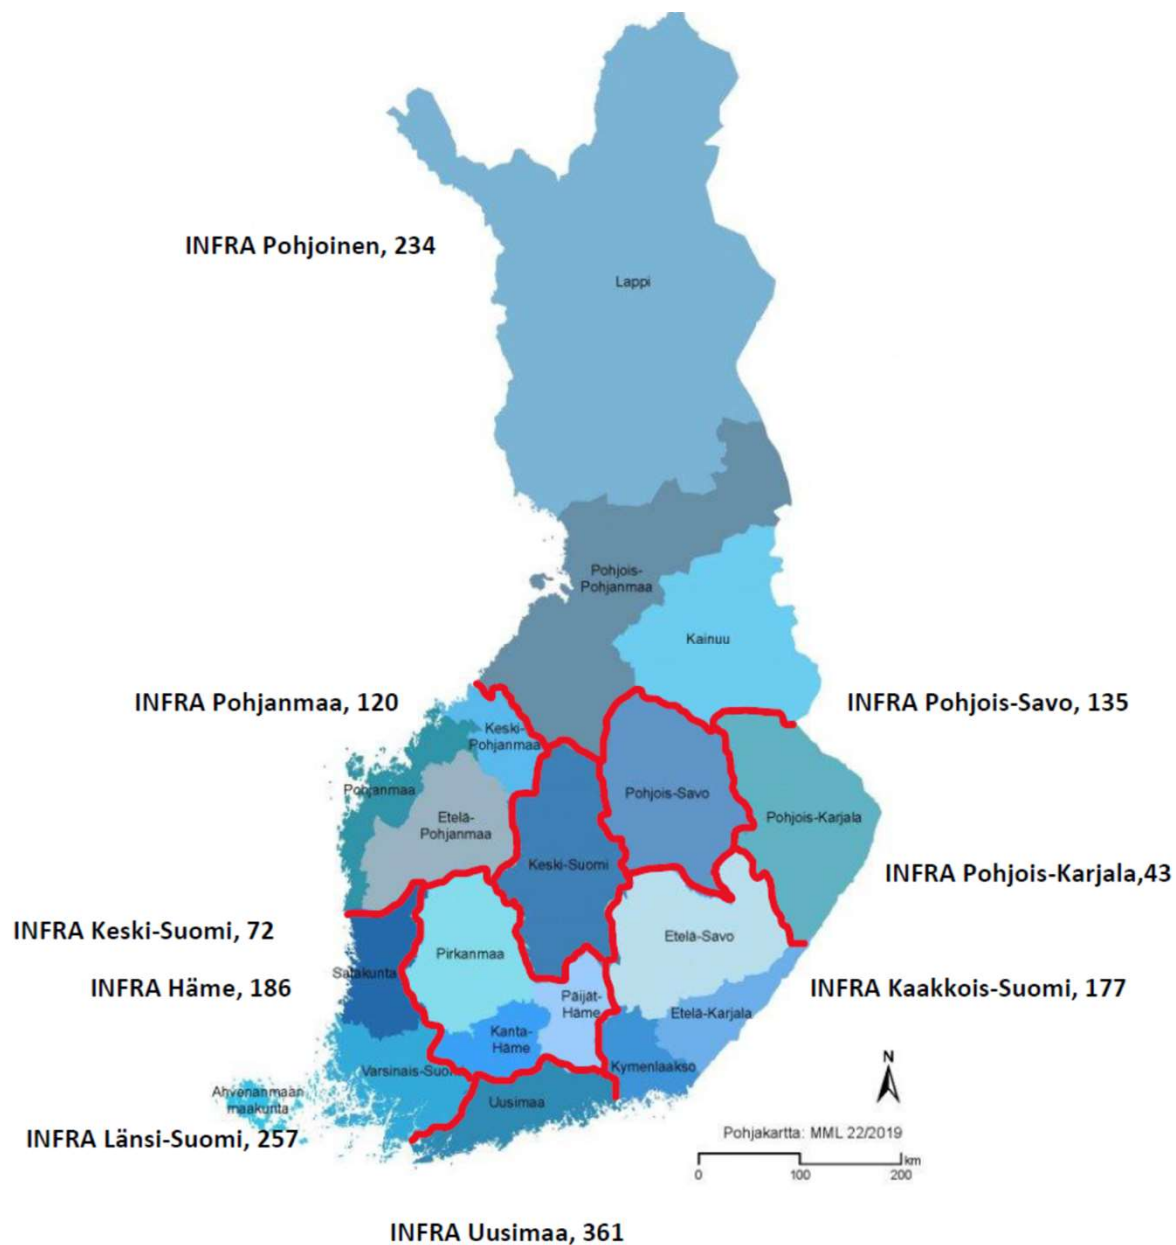 INFRA Pohjoinen, 234
Lappi
Pohjois-
Pohjanmaa
Kainuu
INFRA Pohjanmaa, 120
INFRA Pohjois-Savo, 135
Keski-
Pohjanmaa
Pohjanmaa
Pohjois-Savo
Etelä-
Pohjanmaa
Pohjois-Karjala
Keski-Suomi
INFRA Pohjois-Karjala,43
INFRA Keski-Suomi, 72
Etelä-Savo
Pirkanmaa
Satakunta
INFRA Häme, 186
INFRA Kaakkois-Suomi, 177
Päijät-
Häme
Etelä-Karjala
Kanta-
Häme
Kymenlaakso
Varsinais-Suomi
Ahvenanmaan
maakunta
Uusimaa
N
INFRA Länsi-Suomi, 257
Pohjakartta: MML 22/2019
km
0 100 200
INFRA Uusimaa, 361